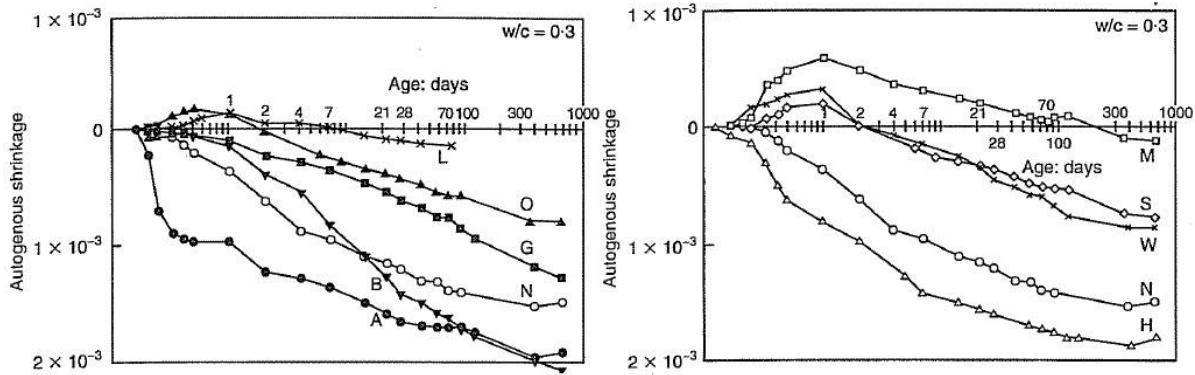 1 × 10⁻³
w/c = 0.3
Autogenous shrinkage
Age: days
0
1
2
4
7
21
28
70
100
300
1000
L
O
G
N
B
A
1 × 10⁻³
2 × 10⁻³
1 × 10⁻³
w/c = 0.3
Autogenous shrinkage
0
1
2
4
7
21
28
70
100
300
1000
Age: days
M
S
W
N
H
1 × 10⁻³
2 × 10⁻³